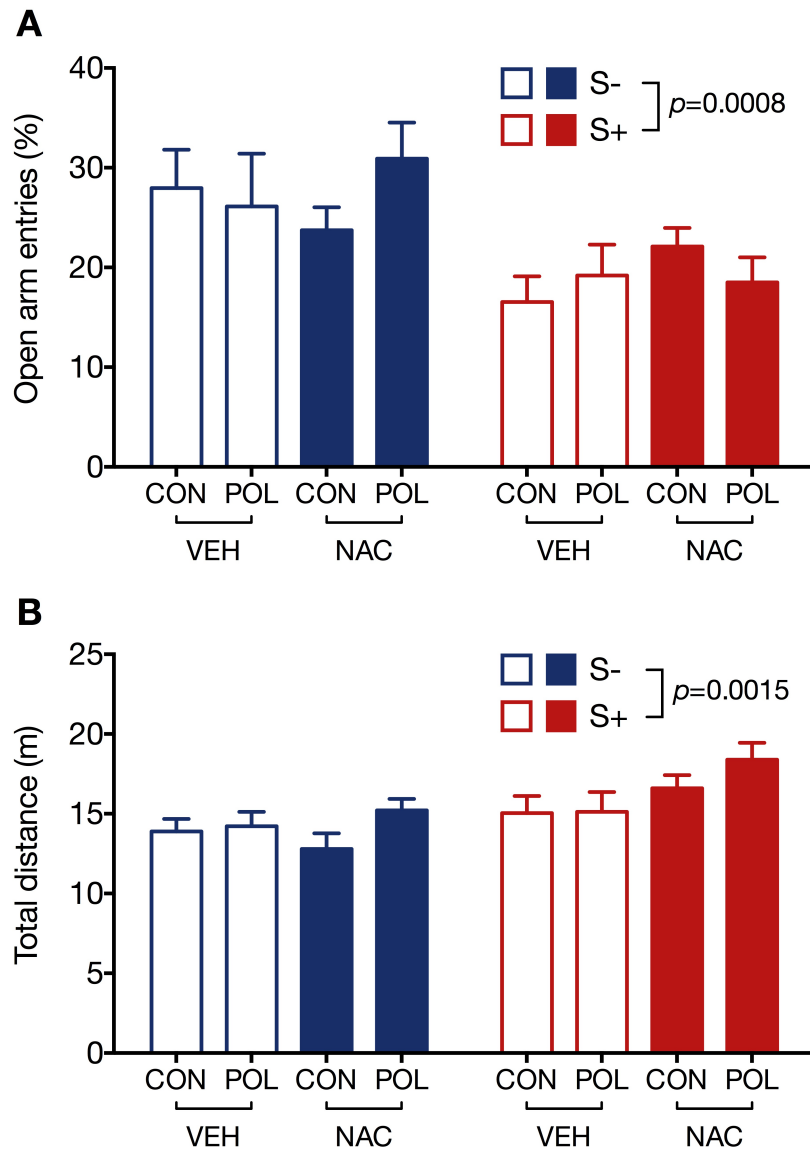 A
Open arm entries (%)
40
30
20
10
0
S-
S+
p=0.0008
CON POL CON POL CON POL CON POL
VEH NAC VEH NAC
B
Total distance (m)
25
20
15
10
5
0
S-
S+
p=0.0015
CON POL CON POL CON POL CON POL
VEH NAC VEH NAC